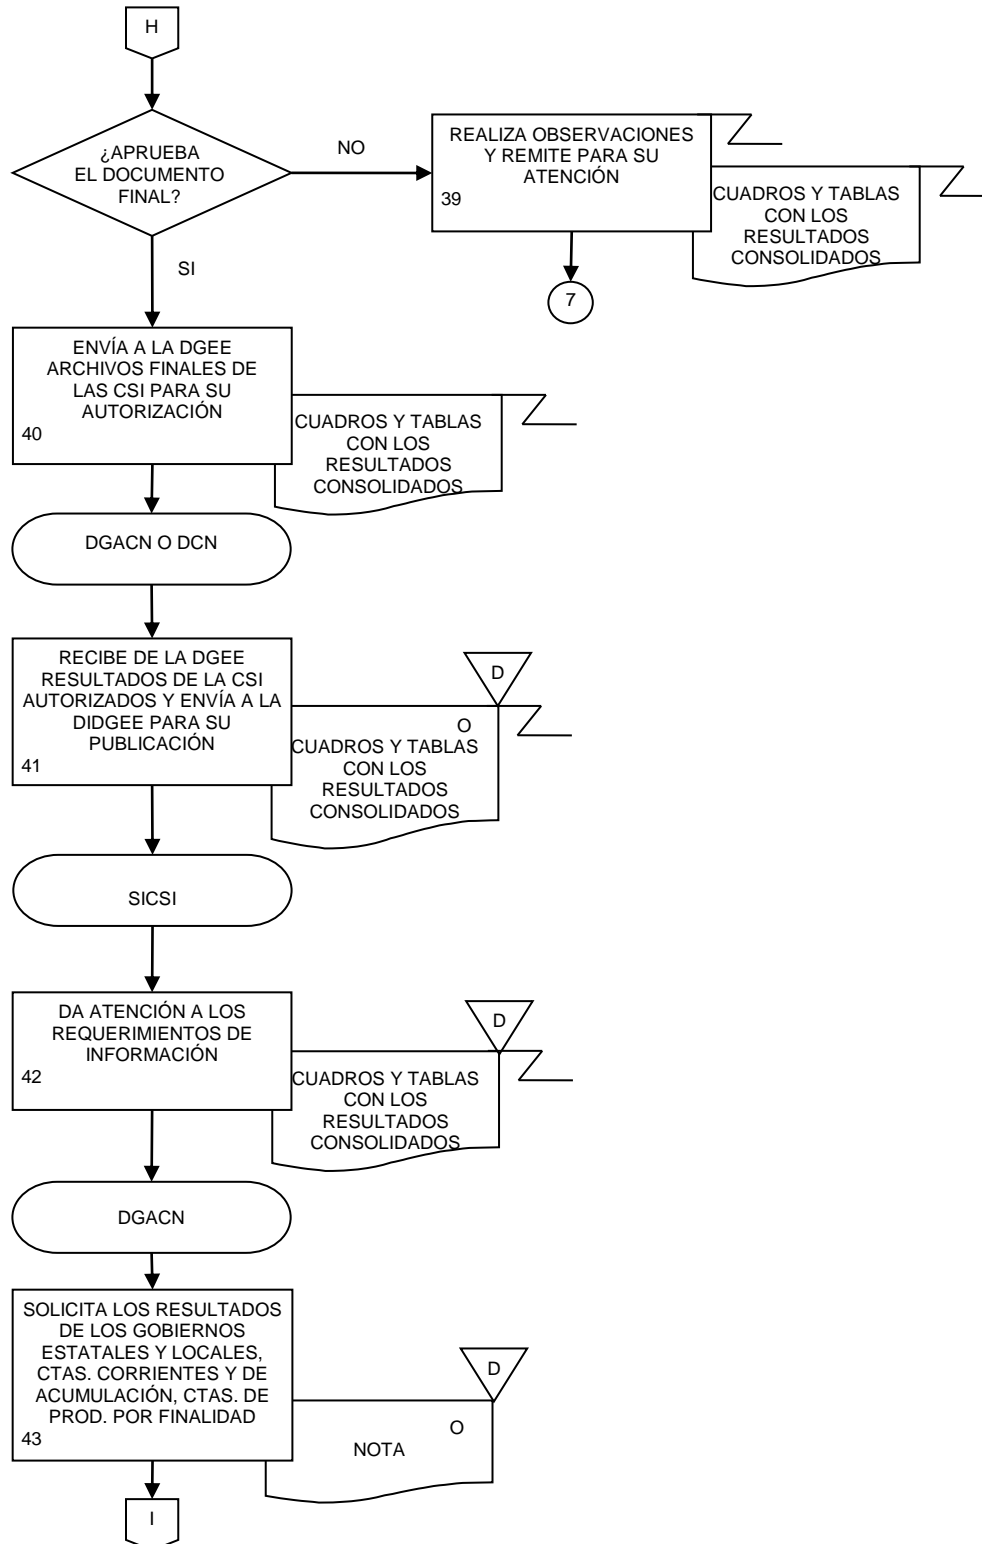 H
¿APRUEBA
EL DOCUMENTO
FINAL?
NO
REALIZA OBSERVACIONES
Y REMITE PARA SU
ATENCIÓN
39
CUADROS Y TABLAS
CON LOS
RESULTADOS
CONSOLIDADOS
7
SI
ENVÍA A LA DGEE
ARCHIVOS FINALES DE
LAS CSI PARA SU
AUTORIZACIÓN
40
CUADROS Y TABLAS
CON LOS
RESULTADOS
CONSOLIDADOS
DGACN O DCN
RECIBE DE LA DGEE
RESULTADOS DE LA CSI
AUTORIZADOS Y ENVÍA A LA
DIDGEE PARA SU
PUBLICACIÓN
41
D
O
CUADROS Y TABLAS
CON LOS
RESULTADOS
CONSOLIDADOS
SICSI
DA ATENCIÓN A LOS
REQUERIMIENTOS DE
INFORMACIÓN
42
D
CUADROS Y TABLAS
CON LOS
RESULTADOS
CONSOLIDADOS
DGACN
SOLICITA LOS RESULTADOS
DE LOS GOBIERNOS
ESTATALES Y LOCALES,
CTAS. CORRIENTES Y DE
ACUMULACIÓN, CTAS. DE
PROD. POR FINALIDAD
43
D
O
NOTA
I